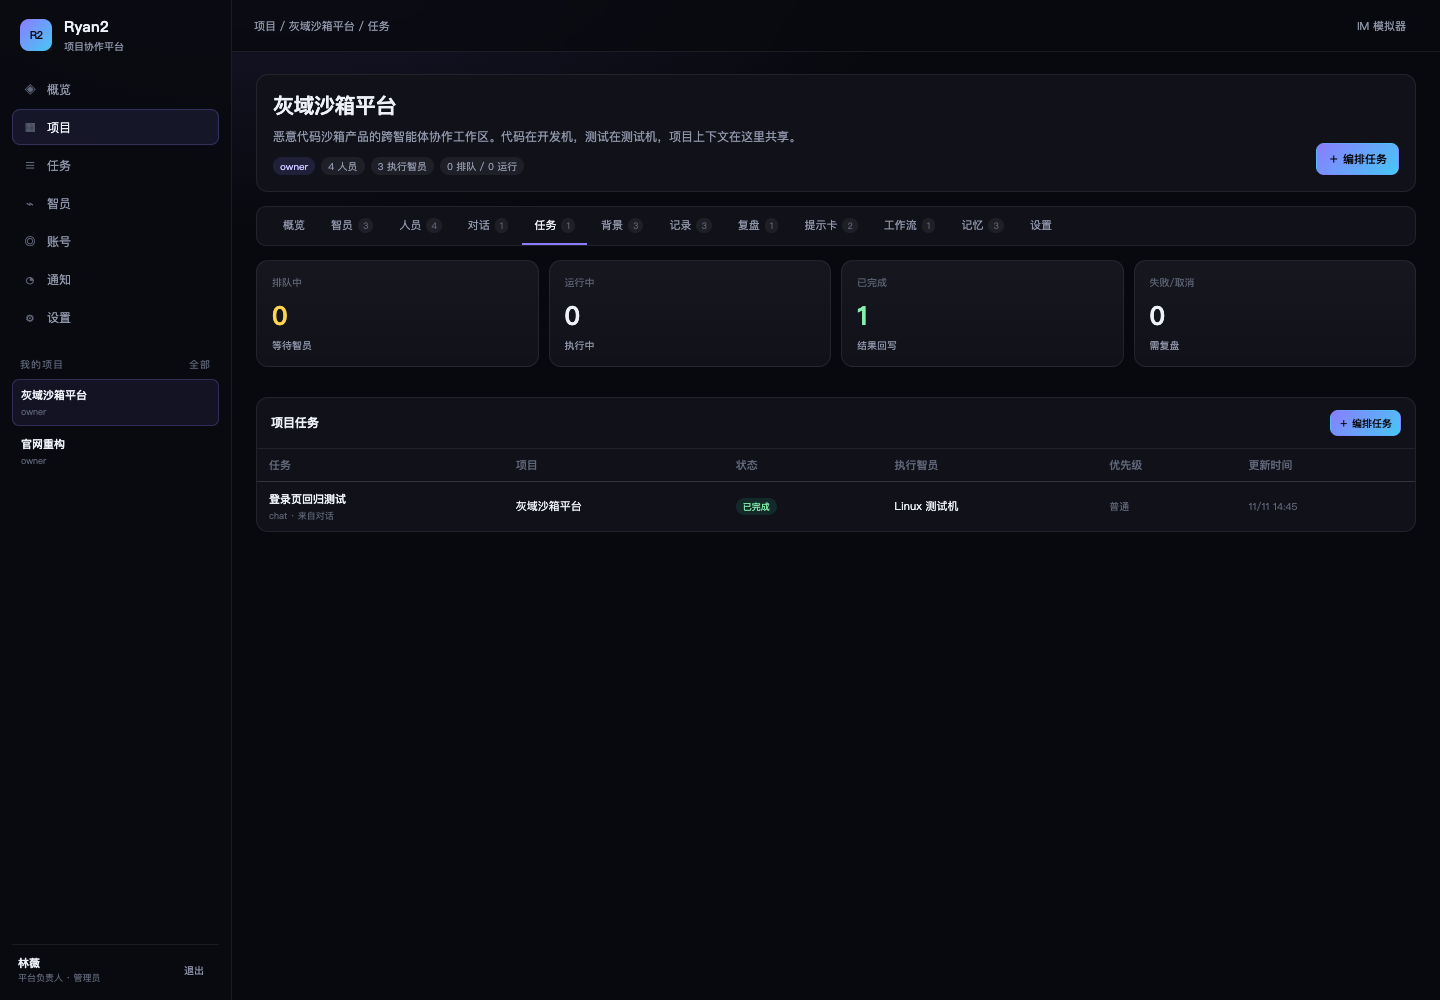 R2
Ryan2
项目协作平台
概览
项目
任务
智员
账号
通知
设置
我的项目 全部
灰域沙箱平台
owner
官网重构
owner
林薇
平台负责人 · 管理员
退出
项目 / 灰域沙箱平台 / 任务
IM 模拟器
灰域沙箱平台
恶意代码沙箱产品的跨智能体协作工作区。代码在开发机，测试在测试机，项目上下文在这里共享。
owner 4 人员 3 执行智员 0 排队 / 0 运行
+ 编排任务
概览 智员 3 人员 4 对话 1 任务 1 背景 3 记录 3 复盘 1 提示卡 2 工作流 1 记忆 3 设置
排队中
0
等待智员
运行中
0
执行中
已完成
1
结果回写
失败/取消
0
需复盘
项目任务
+ 编排任务
任务 项目 状态 执行智员 优先级 更新时间
登录页回归测试
chat · 来自对话
灰域沙箱平台 已完成 Linux 测试机 普通 11/11 14:45